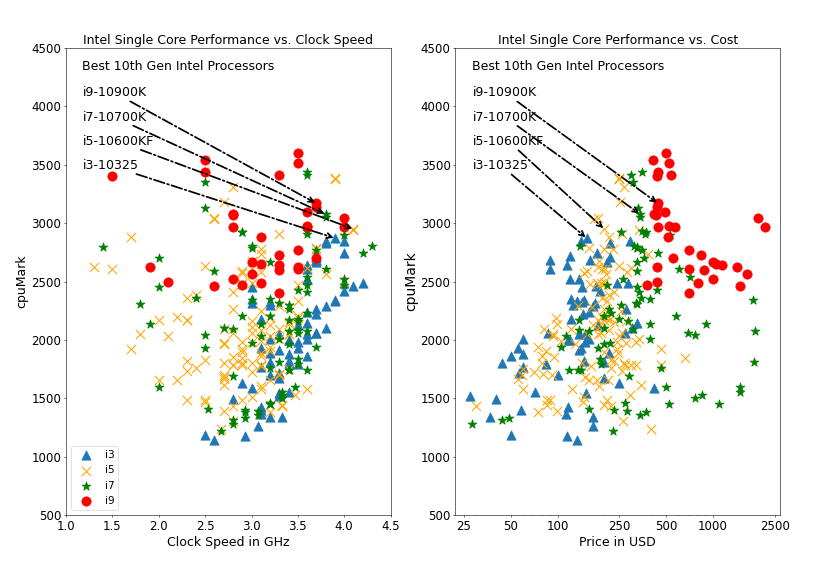 Intel Single Core Performance vs. Clock Speed
4500
4000
3500
3000
2500
2000
1500
1000
500
cpuMark
Best 10th Gen Intel Processors
i9-10900K
i7-10700K
i5-10600KF
i3-10325
i3
i5
i7
i9
1.0 1.5 2.0 2.5 3.0 3.5 4.0 4.5
Clock Speed in GHz
Intel Single Core Performance vs. Cost
4500
4000
3500
3000
2500
2000
1500
1000
500
cpuMark
Best 10th Gen Intel Processors
i9-10900K
i7-10700K
i5-10600KF
i3-10325
25 50 100 250 500 1000 2500
Price in USD